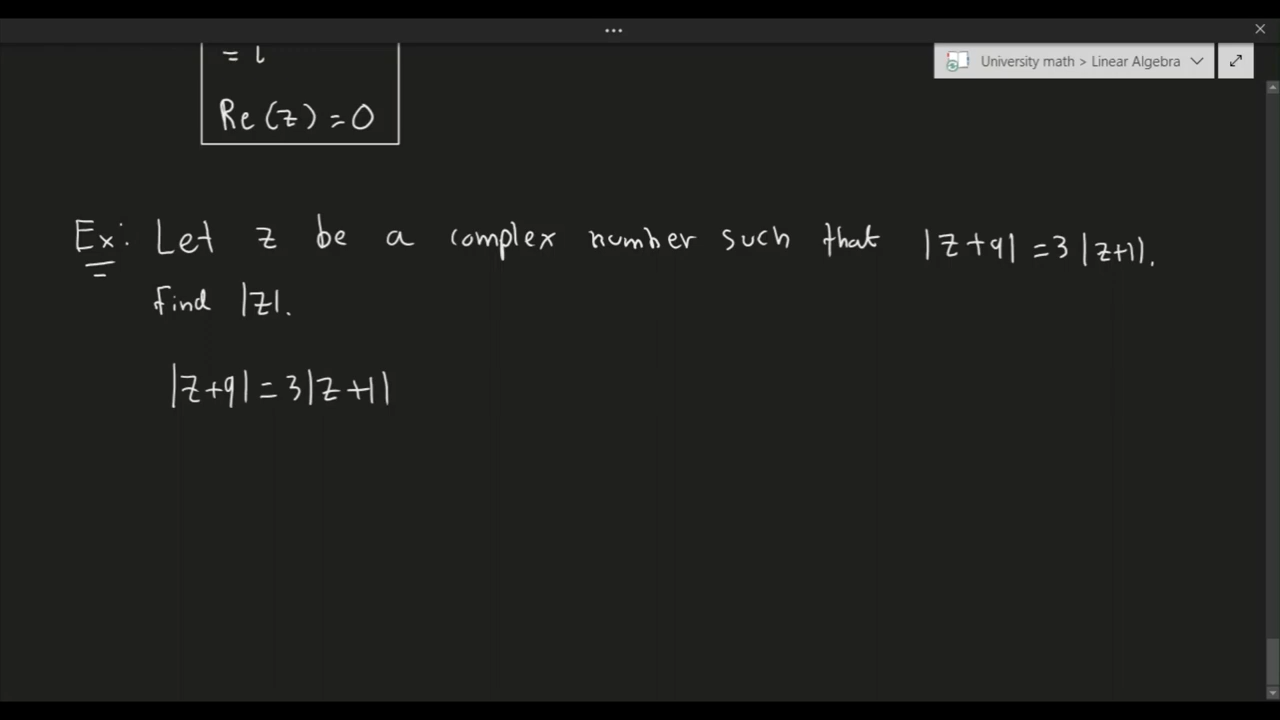 ...
University math > Linear Algebra
= i
Re(z) = 0
Ex: Let z be a complex number such that |z+9| = 3|z+1|.
find |z|.
|z+9| = 3|z+1|